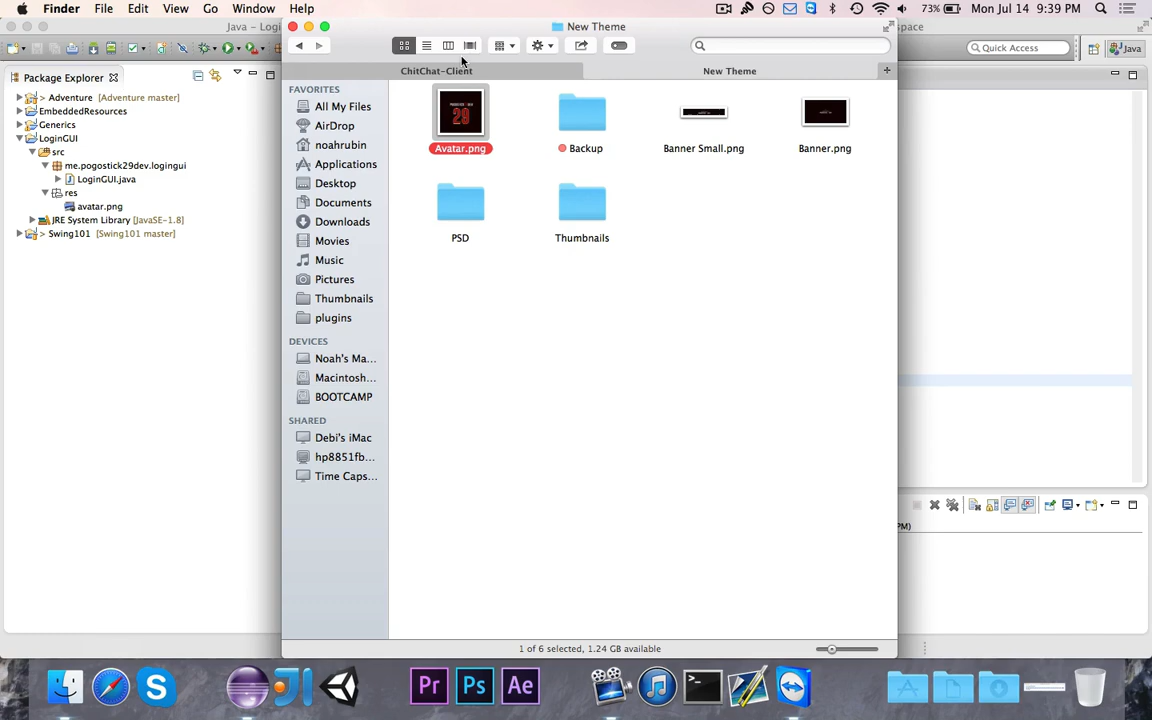 Finder File Edit View Go Window Help 73% Mon Jul 14 9:39 PM
Java – Logi New Theme space
Quick Access Java
Package Explorer
ChitChat-Client New Theme +
> Adventure [Adventure master]
EmbeddedResources
Generics
LoginGUI
src
me.pogostick29dev.logingui
LoginGUI.java
res
avatar.png
JRE System Library [JavaSE-1.8]
> Swing101 [Swing101 master]
FAVORITES
All My Files
AirDrop
noahrubin
Applications
Desktop
Documents
Downloads
Movies
Music
Pictures
Thumbnails
plugins
DEVICES
Noah's Ma...
Macintosh...
BOOTCAMP
SHARED
Debi's iMac
hp8851fb...
Time Caps...
29
Avatar.png Backup Banner Small.png Banner.png
PSD Thumbnails
PM)
1 of 6 selected, 1.24 GB available
Pr Ps Ae